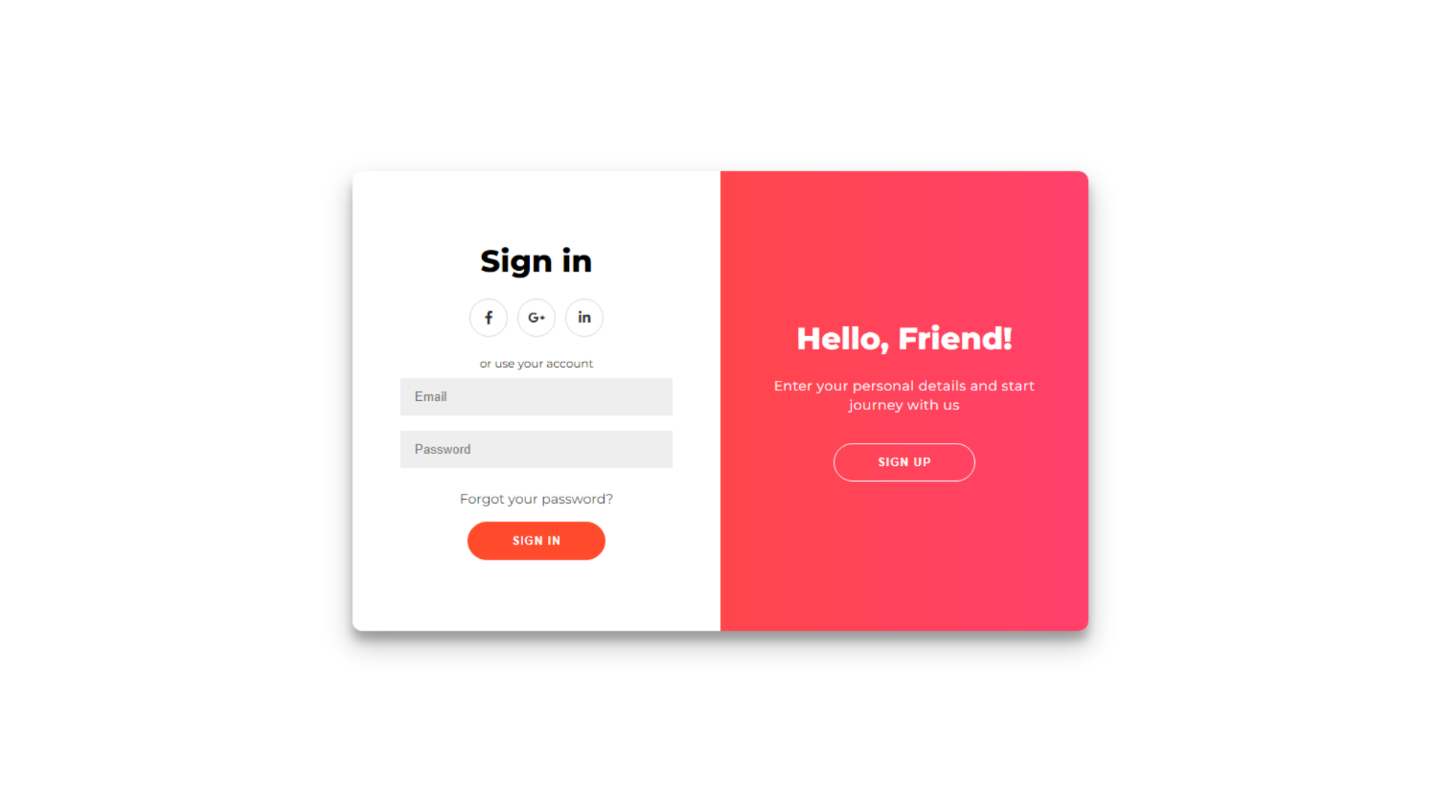 Sign in
f G+ in
or use your account
Email
Password
Forgot your password?
SIGN IN
Hello, Friend!
Enter your personal details and start
journey with us
SIGN UP